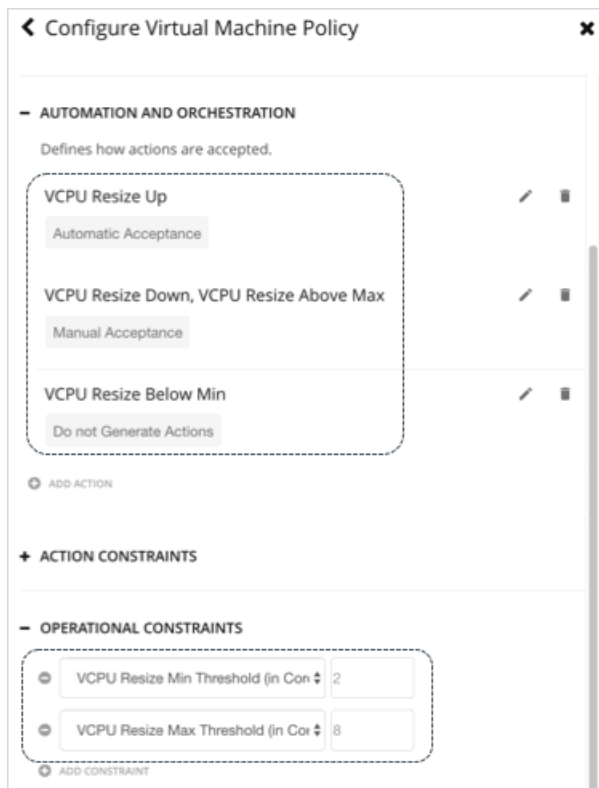 Configure Virtual Machine Policy
AUTOMATION AND ORCHESTRATION
Defines how actions are accepted.
VCPU Resize Up
Automatic Acceptance
VCPU Resize Down, VCPU Resize Above Max
Manual Acceptance
VCPU Resize Below Min
Do not Generate Actions
ADD ACTION
ACTION CONSTRAINTS
OPERATIONAL CONSTRAINTS
VCPU Resize Min Threshold (in Cor 2
VCPU Resize Max Threshold (in Cor 8
ADD CONSTRAINT